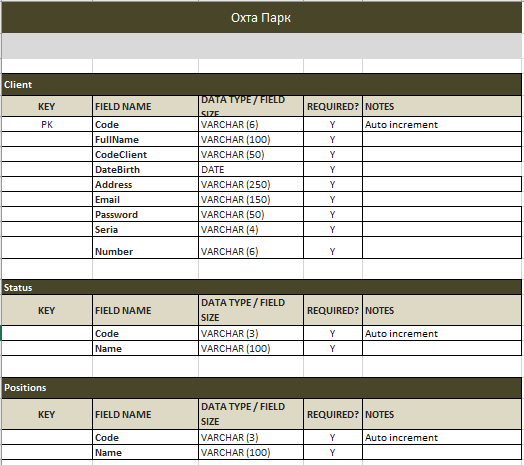 Охта Парк
Client
KEY FIELD NAME DATA TYPE / FIELD SIZE REQUIRED? NOTES
PK Code VARCHAR (6) Y Auto increment
FullName VARCHAR (100) Y
CodeClient VARCHAR (50) Y
DateBirth DATE Y
Address VARCHAR (250) Y
Email VARCHAR (150) Y
Password VARCHAR (50) Y
Seria VARCHAR (4) Y
Number VARCHAR (6) Y
Status
KEY FIELD NAME DATA TYPE / FIELD SIZE REQUIRED? NOTES
Code VARCHAR (3) Y Auto increment
Name VARCHAR (100) Y
Positions
KEY FIELD NAME DATA TYPE / FIELD SIZE REQUIRED? NOTES
Code VARCHAR (3) Y Auto increment
Name VARCHAR (100) Y